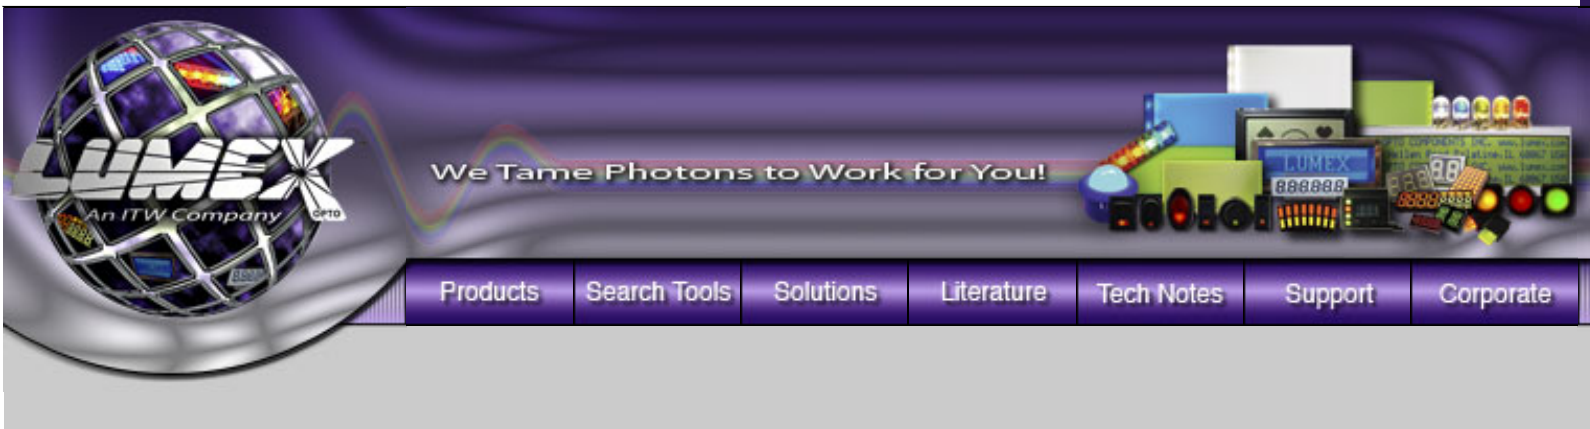 LUMEX
An ITW Company
OPTO
We Tame Photons to Work for You!
LUMEX
Products
Search Tools
Solutions
Literature
Tech Notes
Support
Corporate